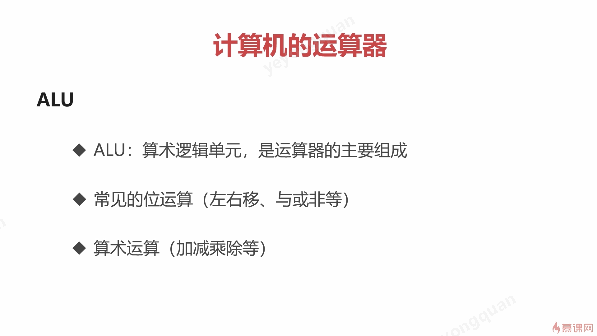 计算机的运算器
ALU
◆ ALU：算术逻辑单元，是运算器的主要组成
◆ 常见的位运算（左右移、与或非等）
◆ 算术运算（加减乘除等）
慕课网